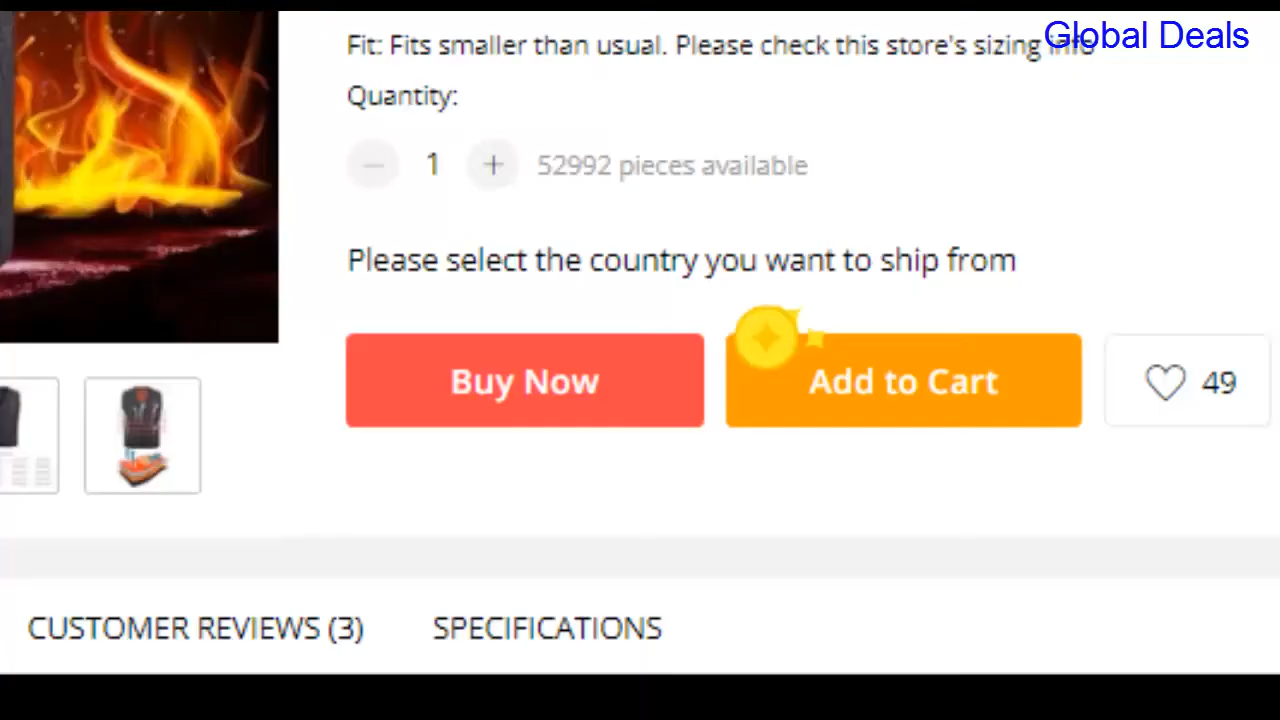 Global Deals
Fit: Fits smaller than usual. Please check this store's sizing info
Quantity:
1 + 52992 pieces available
Please select the country you want to ship from
Buy Now
Add to Cart
49
CUSTOMER REVIEWS (3)
SPECIFICATIONS